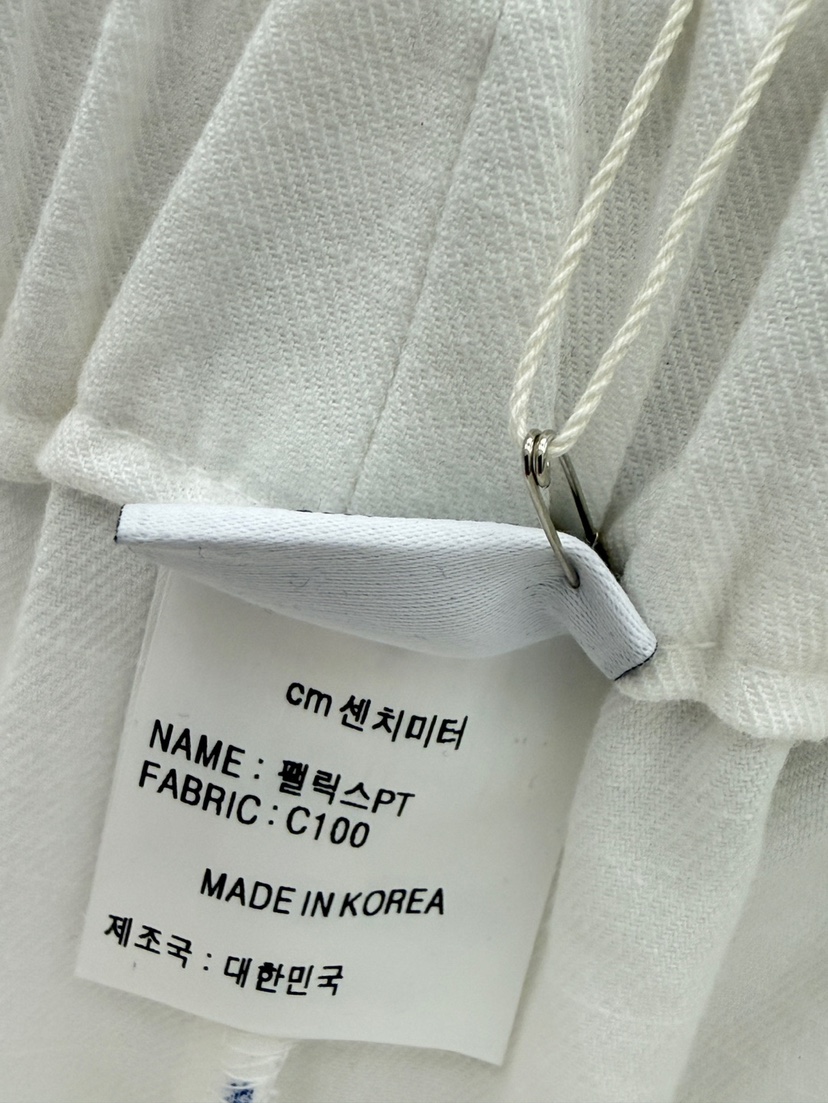 cm 센치미터
NAME : 팰릭스PT
FABRIC : C100
MADE IN KOREA
제조국 : 대한민국